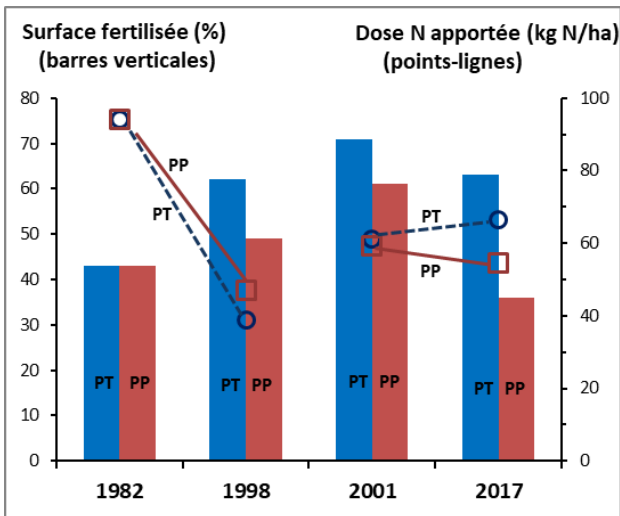 Surface fertilisée (%)
(barres verticales)
Dose N apportée (kg N/ha)
(points-lignes)
80
70
60
50
40
30
20
10
0
100
80
60
40
20
0
PP
PT
PT
PP
PT PP
PT PP
PT PP
PT PP
1982
1998
2001
2017